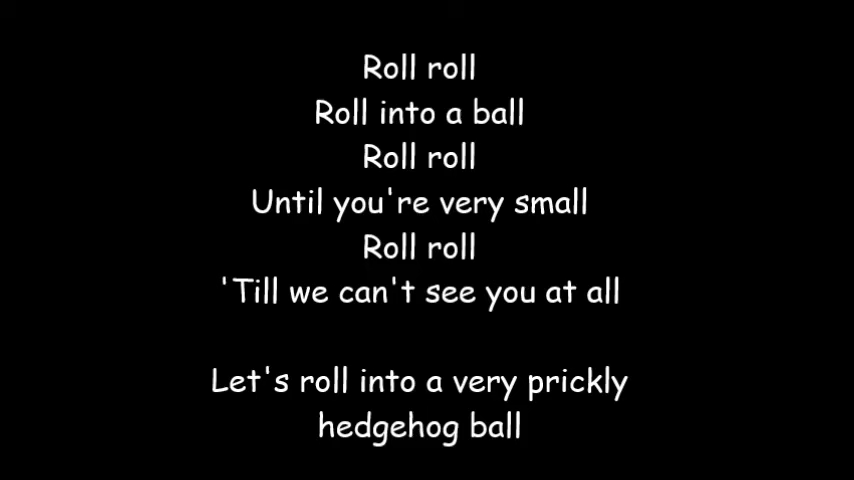 Roll roll
Roll into a ball
Roll roll
Until you're very small
Roll roll
'Till we can't see you at all
Let's roll into a very prickly
hedgehog ball